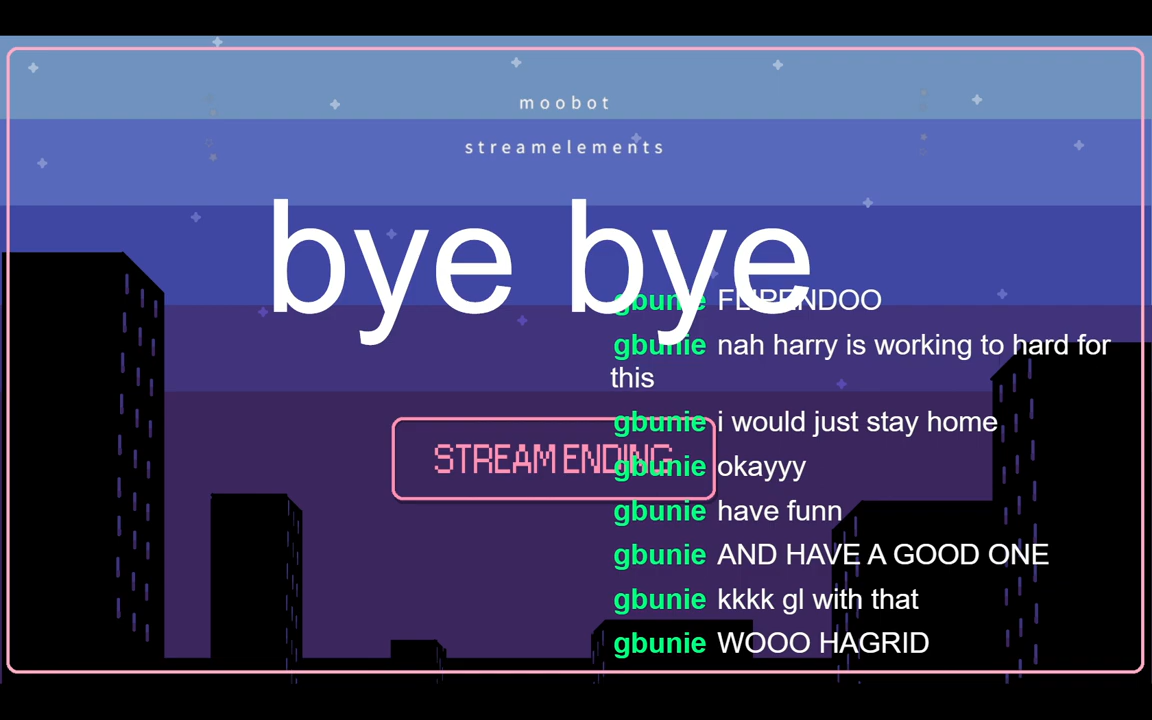 moobot
streamelements
bye bye
gbunie FLIPENDOO
gbunie nah harry is working to hard for
this
gbunie i would just stay home
STREAM ENDING
gbunie okayyy
gbunie have funn
gbunie AND HAVE A GOOD ONE
gbunie kkkk gl with that
gbunie WOOO HAGRID